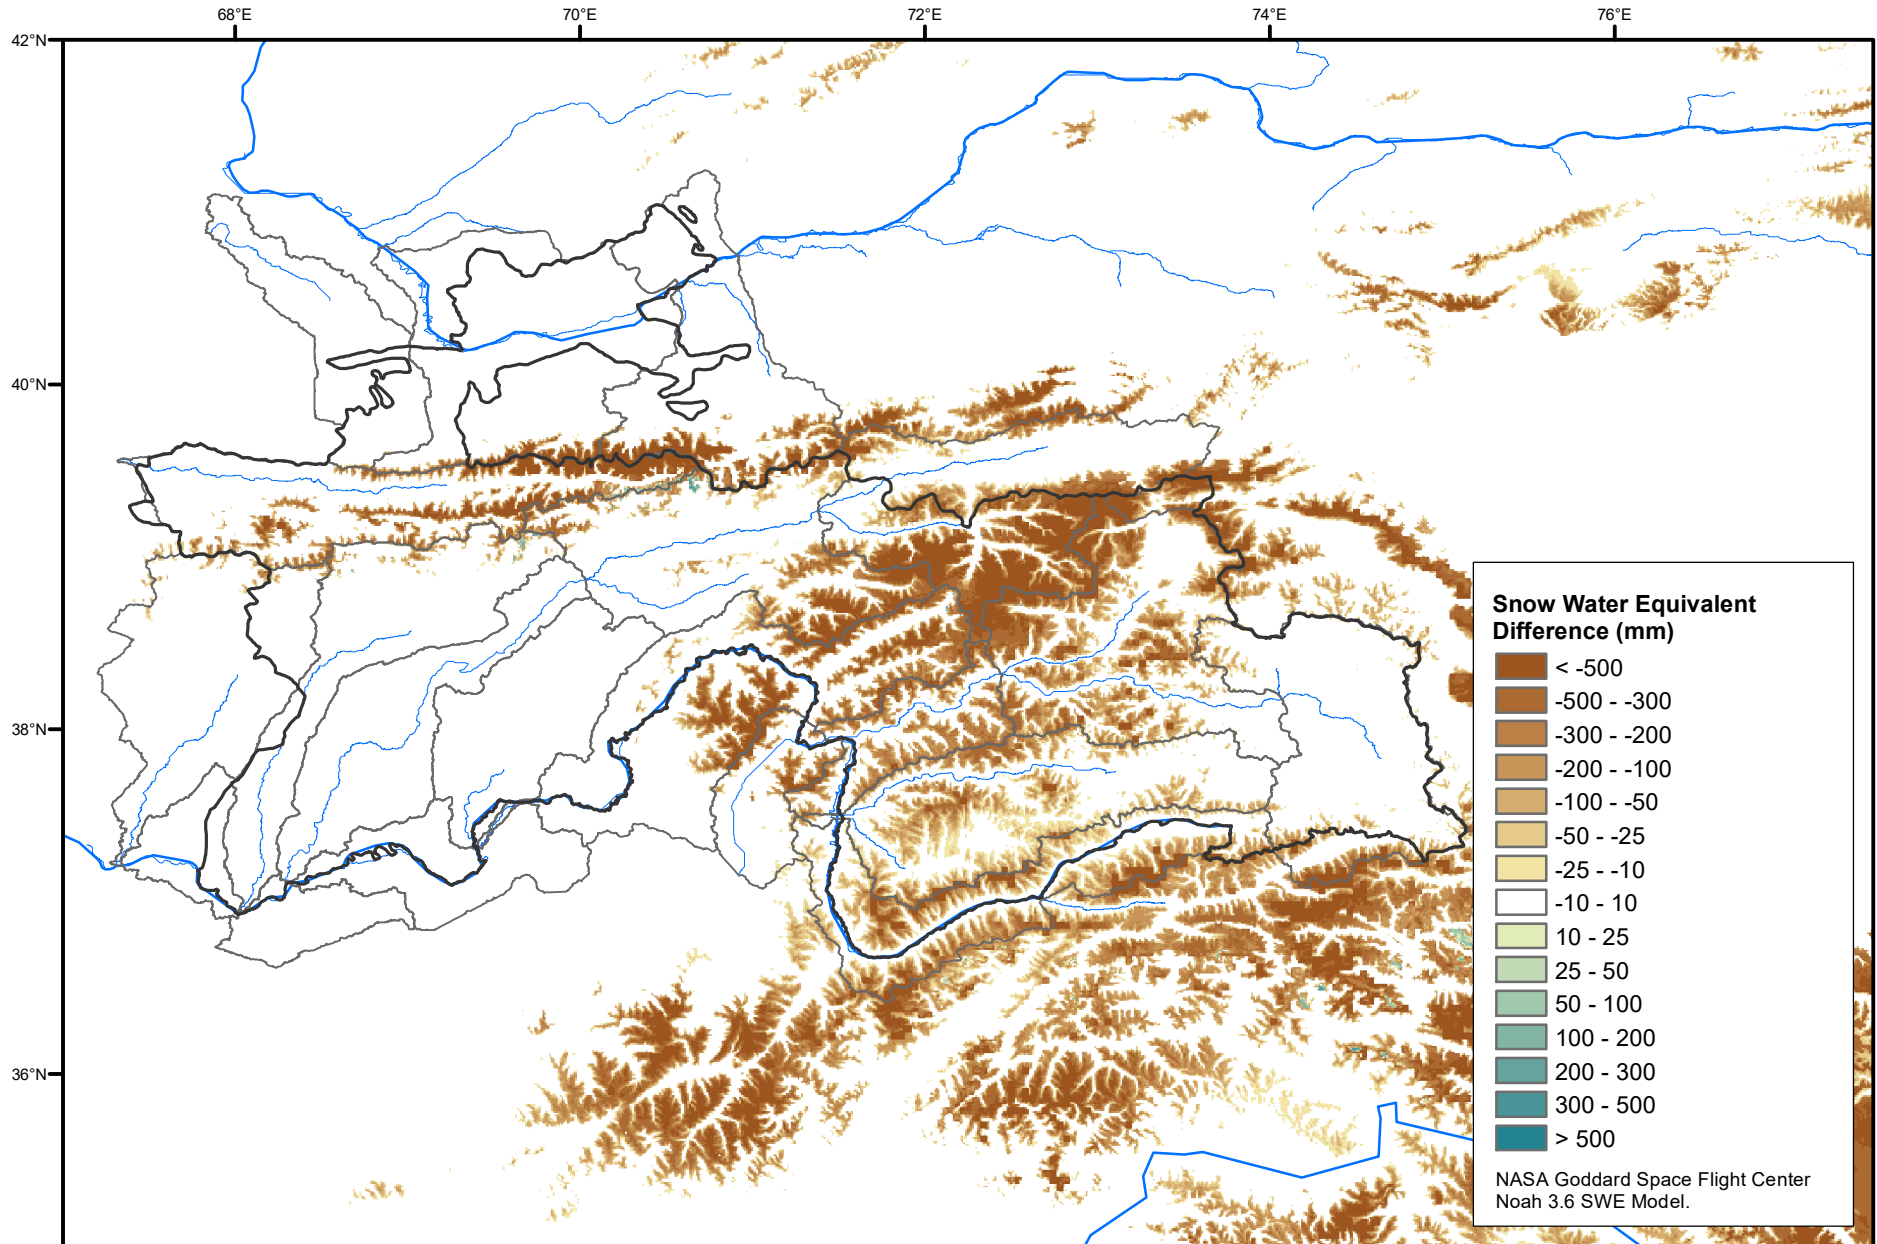 68°E
70°E
72°E
74°E
76°E
42°N
40°N
38°N
36°N
Snow Water Equivalent
Difference (mm)
< -500
-500 - -300
-300 - -200
-200 - -100
-100 - -50
-50 - -25
-25 - -10
-10 - 10
10 - 25
25 - 50
50 - 100
100 - 200
200 - 300
300 - 500
> 500
NASA Goddard Space Flight Center
Noah 3.6 SWE Model.